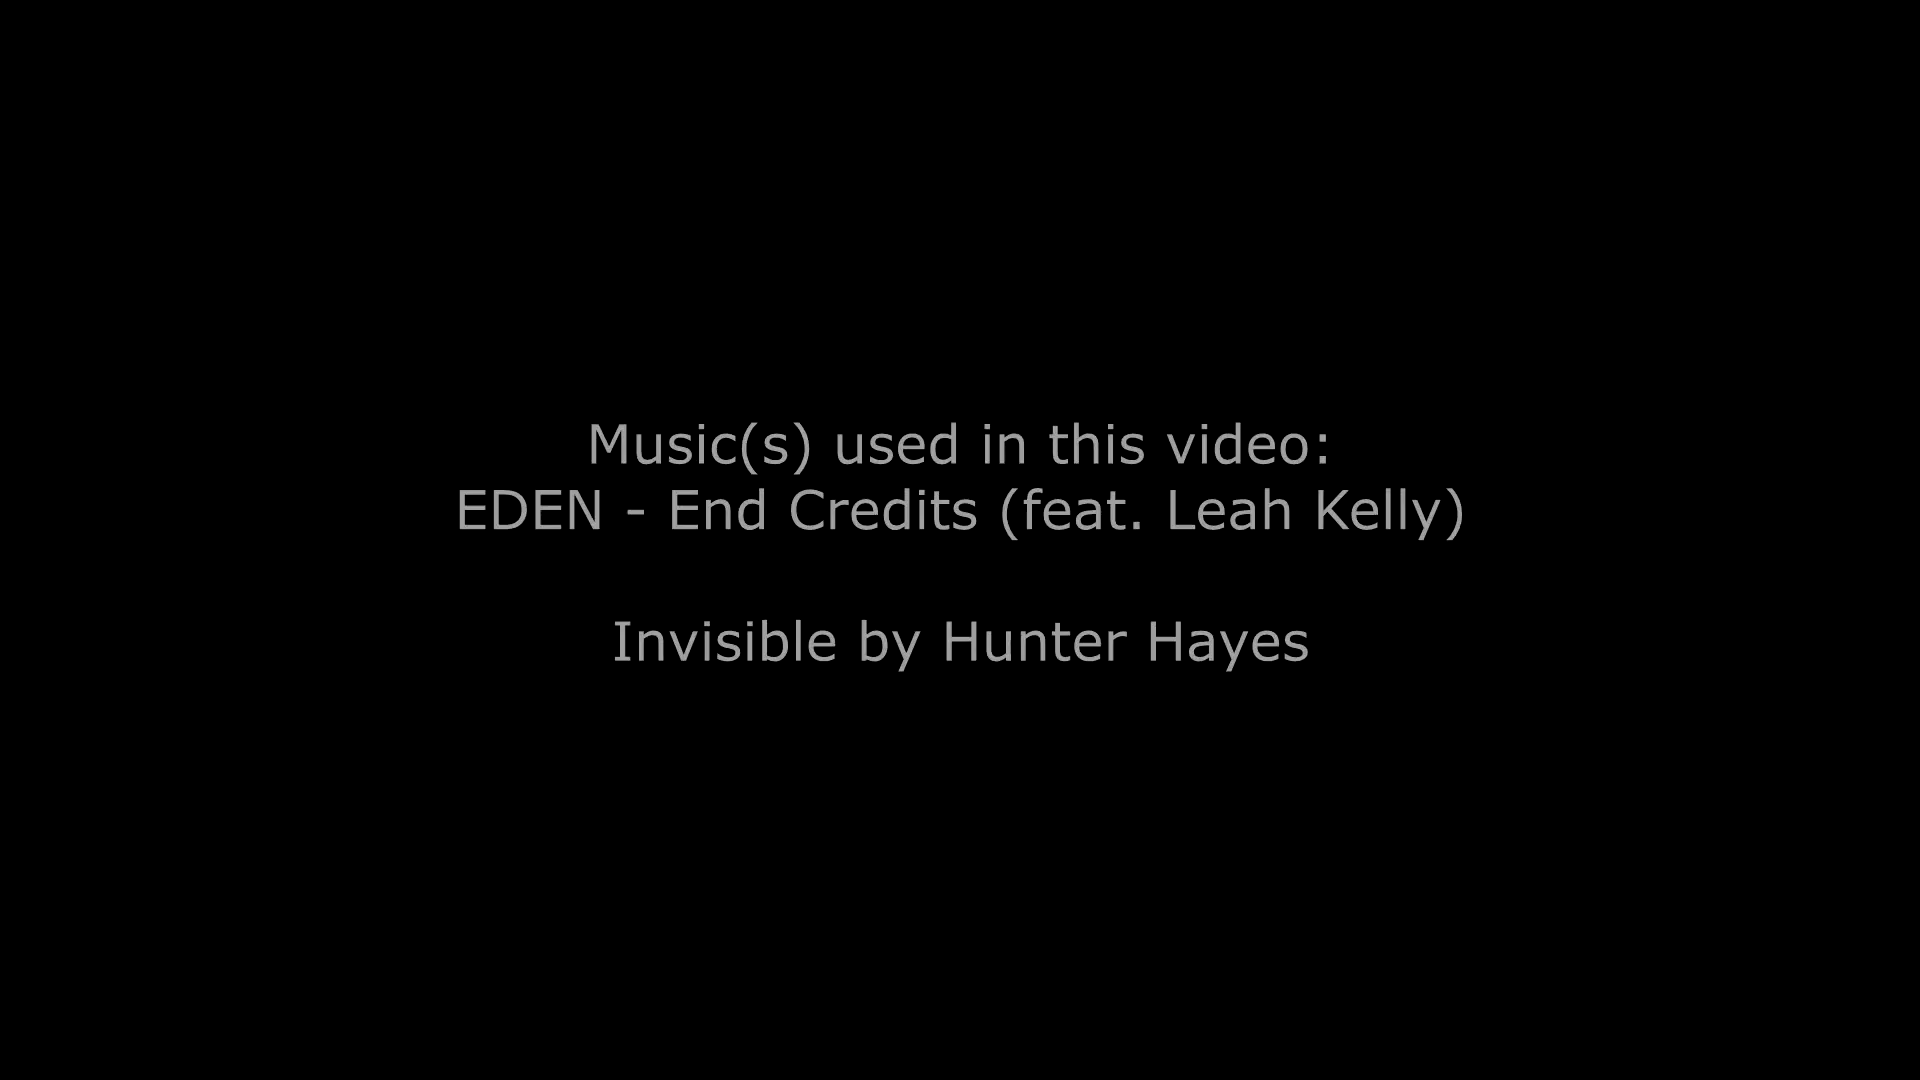 Music(s) used in this video:
EDEN - End Credits (feat. Leah Kelly)
Invisible by Hunter Hayes